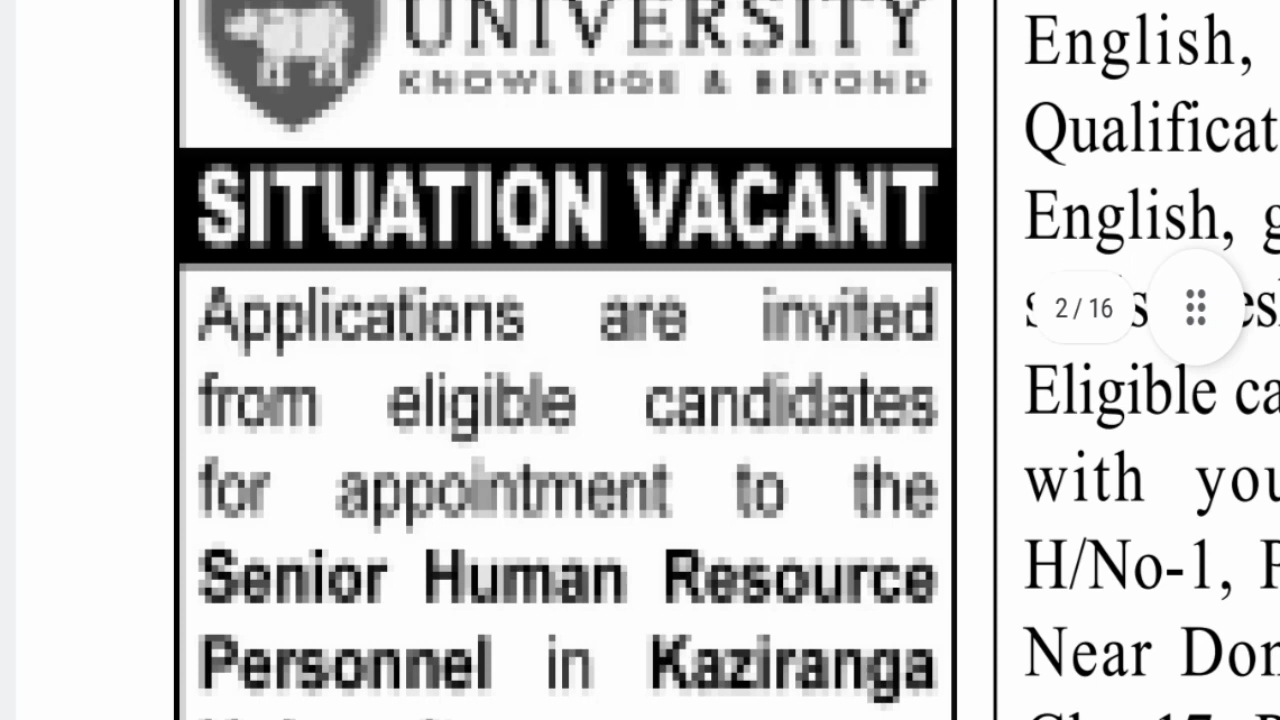 UNIVERSITY
KNOWLEDGE & BEYOND
SITUATION VACANT
Applications are invited
from eligible candidates
for appointment to the
Senior Human Resource
Personnel in Kaziranga
English,
Qualificat
English, g
2 / 16
Eligible ca
with you
H/No-1, P
Near Don